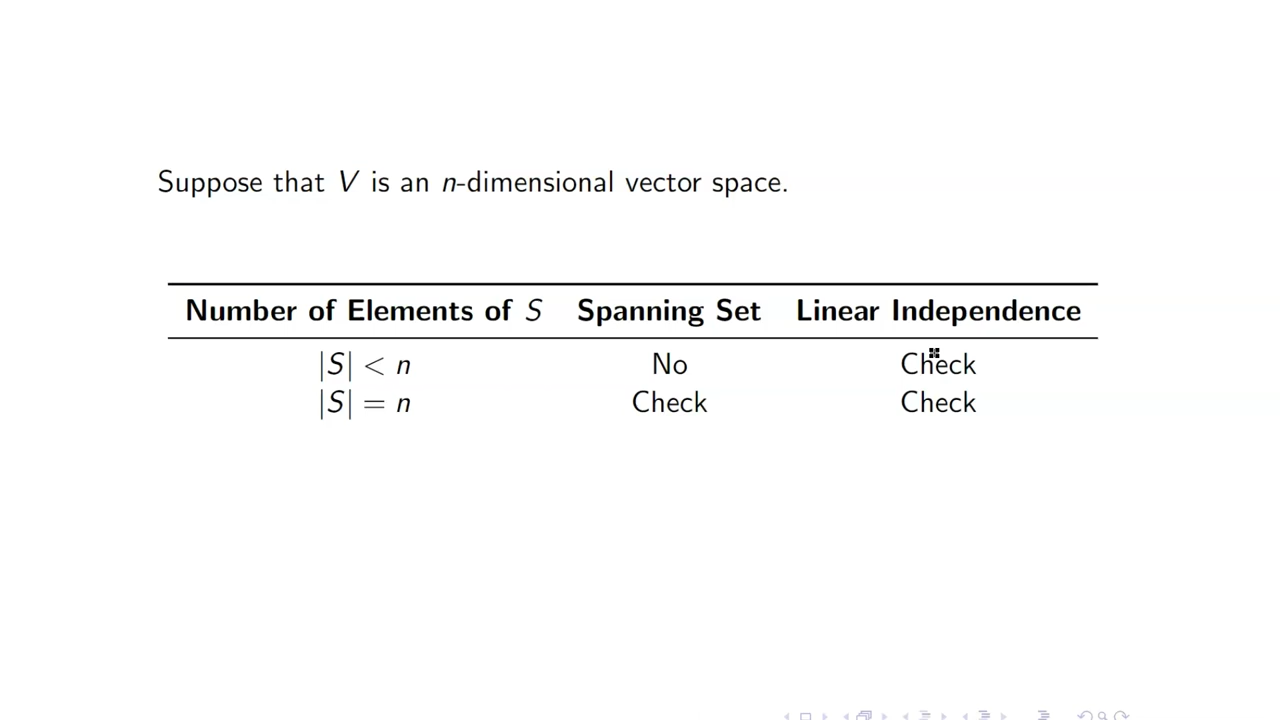 Suppose that V is an n-dimensional vector space.
Number of Elements of S Spanning Set Linear Independence
|S| < n No Check
|S| = n Check Check